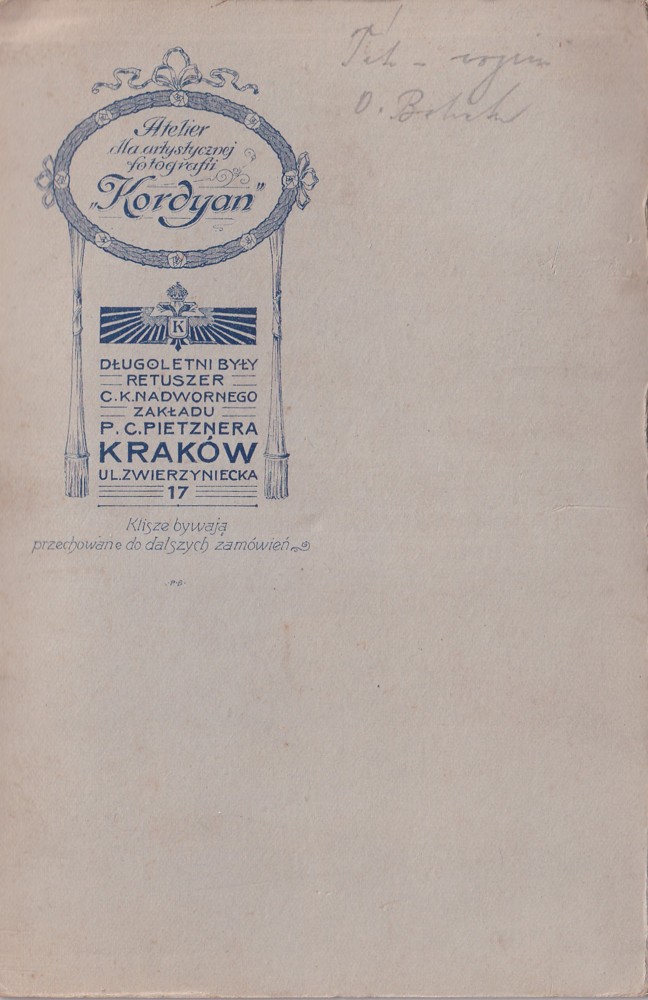 Atelier
dla artystycznej
fotografii
„Kordyan”
K
DŁUGOLETNI BYŁY
RETUSZER
C.K.NADWORNEGO
ZAKŁADU
P.C.PIETZNERA
KRAKÓW
UL.ZWIERZYNIECKA
17
Klisze bywają
przechowane do dalszych zamówień
O.